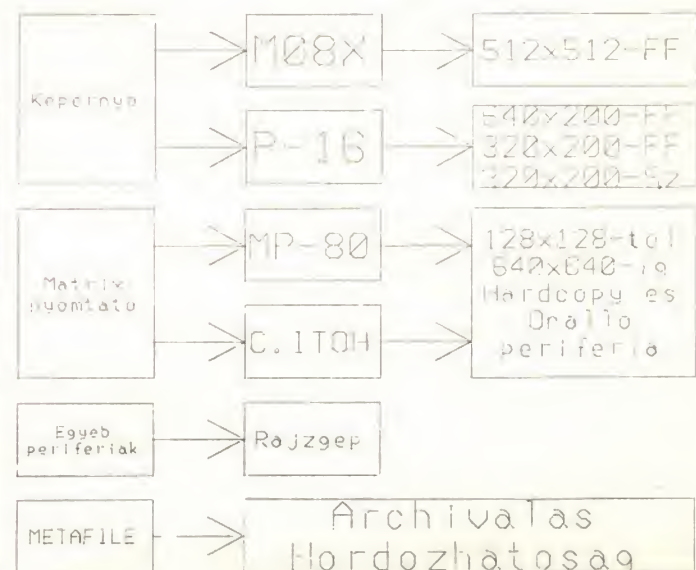 Kepernyo
M08X
512x512-FF
P-16
640x200-FF
320x200-FF
320x200-Sz
Matrix
nyomtato
MP-80
128x128-tol
640x640-ig
Hardcopy es
Onallo
periferia
C.ITOH
Egyeb
periferiak
Rajzgep
METAFILE
Archivalas
Hordozhatosag